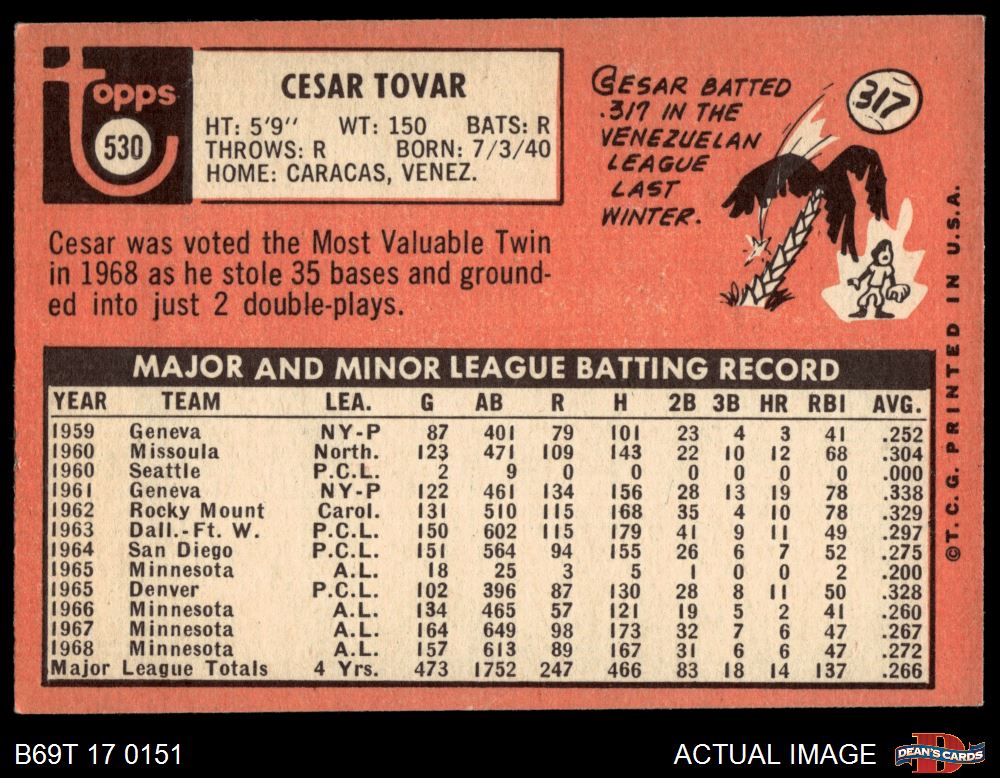 Topps
530
CESAR TOVAR
HT: 5'9" WT: 150 BATS: R
THROWS: R BORN: 7/3/40
HOME: CARACAS, VENEZ.
CESAR BATTED
.317 IN THE
VENEZUELAN
LEAGUE
LAST
WINTER.
317
Cesar was voted the Most Valuable Twin
in 1968 as he stole 35 bases and ground-
ed into just 2 double-plays.
MAJOR AND MINOR LEAGUE BATTING RECORD
YEAR TEAM LEA. G AB R H 2B 3B HR RBI AVG.
1959 Geneva NY-P 87 401 79 101 23 4 3 41 .252
1960 Missoula North. 123 471 109 143 22 10 12 68 .304
1960 Seattle P.C.L. 2 9 0 0 0 0 0 0 .000
1961 Geneva NY-P 122 461 134 156 28 13 19 78 .338
1962 Rocky Mount Carol. 131 510 115 168 35 4 10 78 .329
1963 Dall.-Ft. W. P.C.L. 150 602 115 179 41 9 11 49 .297
1964 San Diego P.C.L. 151 564 94 155 26 6 7 52 .275
1965 Minnesota A.L. 18 25 3 5 1 0 0 2 .200
1965 Denver P.C.L. 102 396 87 130 28 8 11 50 .328
1966 Minnesota A.L. 134 465 57 121 19 5 2 41 .260
1967 Minnesota A.L. 164 649 98 173 32 7 6 47 .267
1968 Minnesota A.L. 157 613 89 167 31 6 6 47 .272
Major League Totals 4 Yrs. 473 1752 247 466 83 18 14 137 .266
©T. C. G. PRINTED IN U.S.A.
B69T 17 0151
ACTUAL IMAGE
DEAN'S CARDS